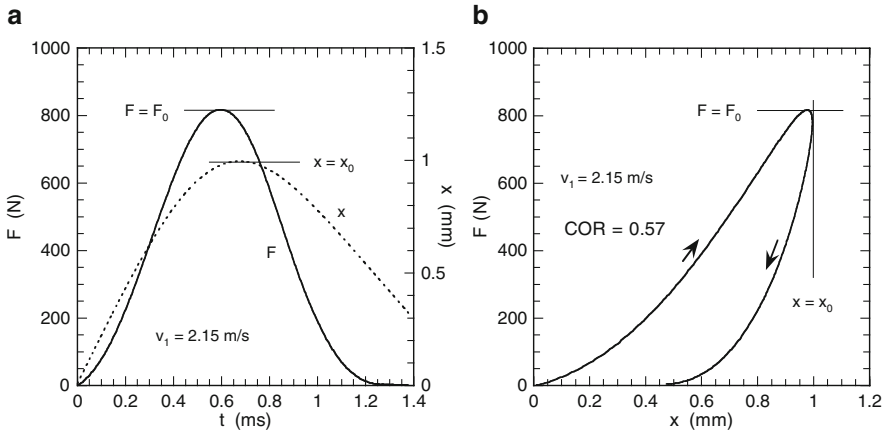 a
1000
800
600
400
200
0
F (N)
0
0.2
0.4
0.6
0.8
1
1.2
1.4
t (ms)
1.5
1
0.5
0
x (mm)
F = F0
x = x0
x
F
v1 = 2.15 m/s
b
1000
800
600
400
200
0
F (N)
0
0.2
0.4
0.6
0.8
1
1.2
x (mm)
F = F0
v1 = 2.15 m/s
COR = 0.57
x = x0